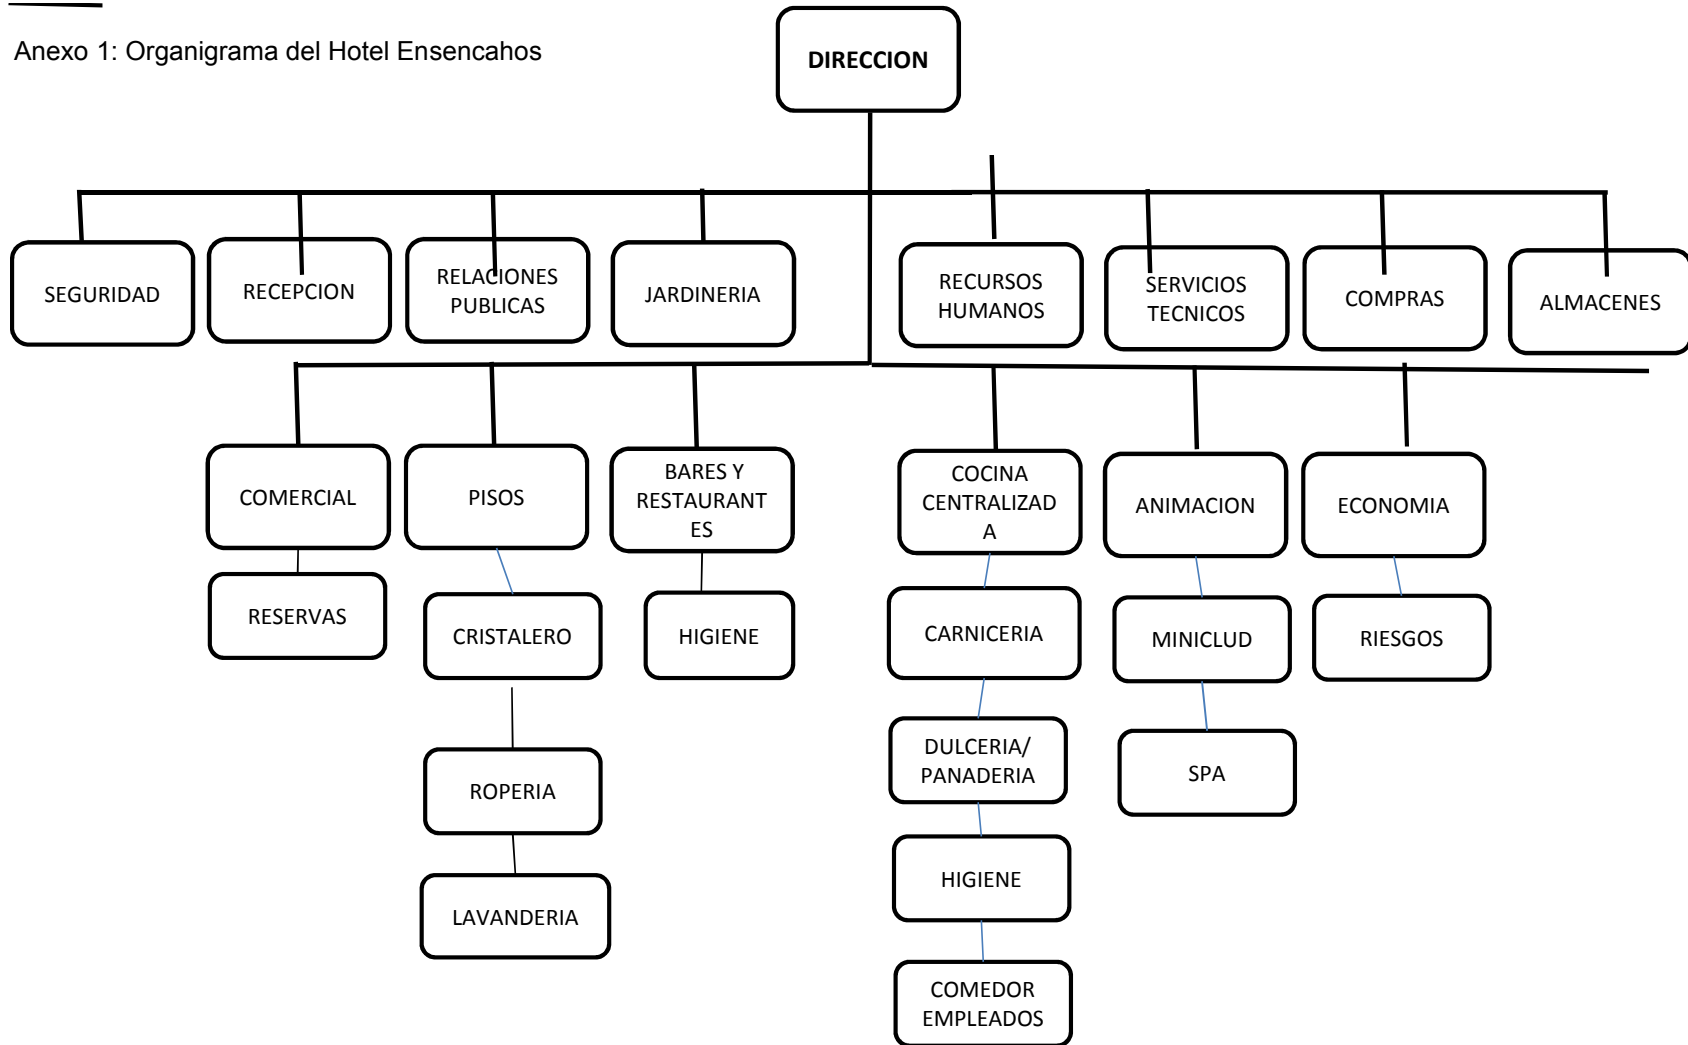 Anexo 1: Organigrama del Hotel Ensencahos
DIRECCION
SEGURIDAD
RECEPCION
RELACIONES
PUBLICAS
JARDINERIA
RECURSOS
HUMANOS
SERVICIOS
TECNICOS
COMPRAS
ALMACENES
COMERCIAL
PISOS
BARES Y
RESTAURANT
ES
COCINA
CENTRALIZAD
A
ANIMACION
ECONOMIA
RESERVAS
CRISTALERO
HIGIENE
CARNICERIA
MINICLUD
RIESGOS
ROPERIA
DULCERIA/
PANADERIA
SPA
LAVANDERIA
HIGIENE
COMEDOR
EMPLEADOS